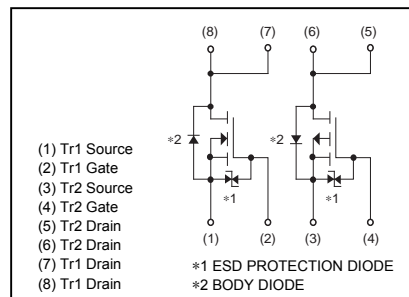 (8) (7) (6) (5)
∗2 ∗2
∗1 ∗1
(1) (2) (3) (4)
(1) Tr1 Source
(2) Tr1 Gate
(3) Tr2 Source
(4) Tr2 Gate
(5) Tr2 Drain
(6) Tr2 Drain
(7) Tr1 Drain
(8) Tr1 Drain
∗1 ESD PROTECTION DIODE
∗2 BODY DIODE